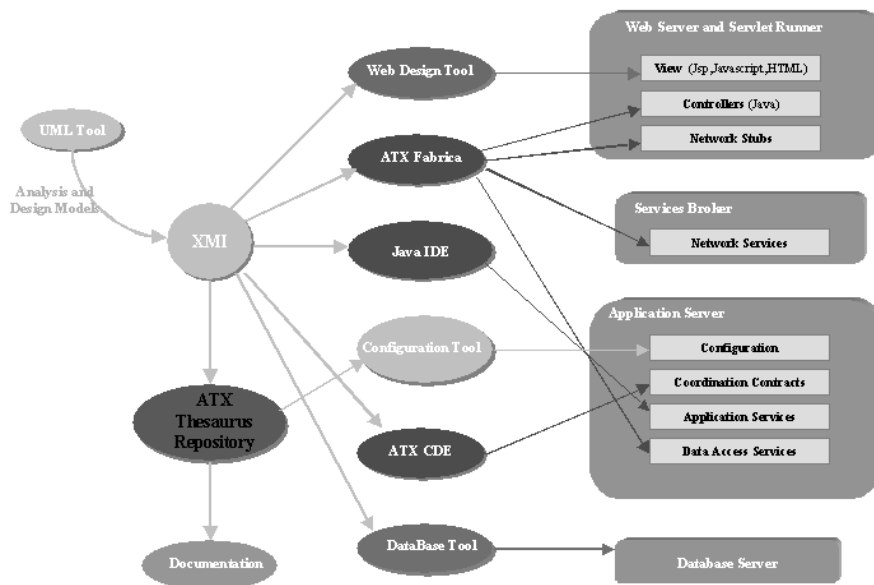 Web Server and Servlet Runner
View (Jsp,Javascript,HTML)
Controllers (Java)
Network Stubs
Web Design Tool
UML Tool
ATX Fabrica
Analysis and
Design Models
XMI
Services Broker
Network Services
Java IDE
Application Server
Configuration
Coordination Contracts
Application Services
Data Access Services
Configuration Tool
ATX
Thesaurus
Repository
ATX CDE
DataBase Tool
Documentation
Database Server